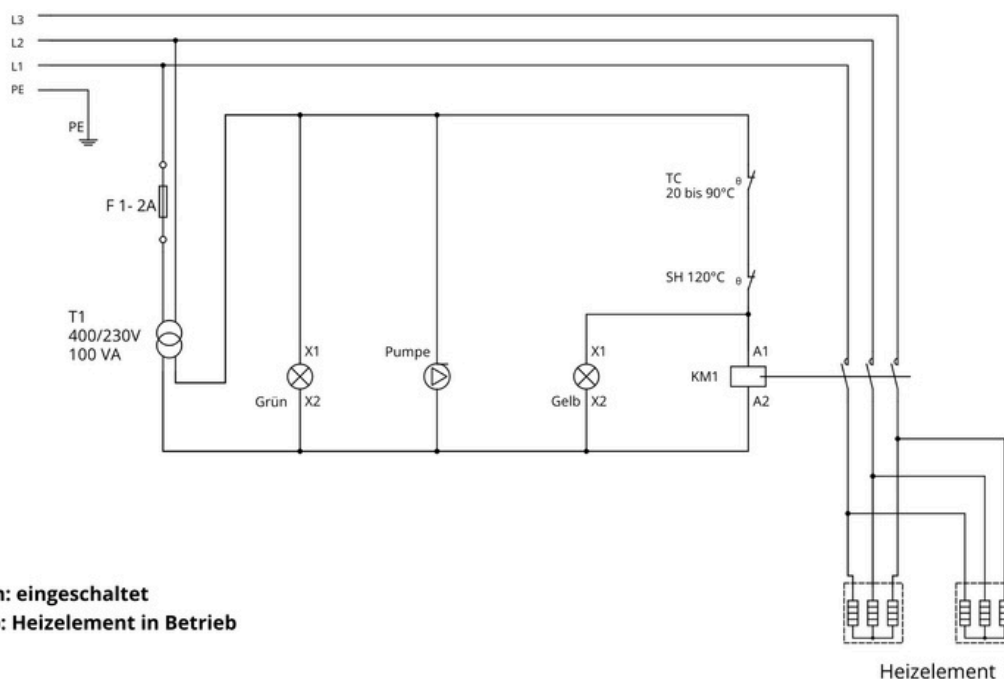 L3
L2
L1
PE
PE
F 1- 2A
T1
400/230V
100 VA
TC
20 bis 90°C
θ
SH 120°C
θ
X1
Grün
X2
Pumpe
X1
Gelb
X2
A1
KM1
A2
: eingeschaltet
: Heizelement in Betrieb
Heizelement